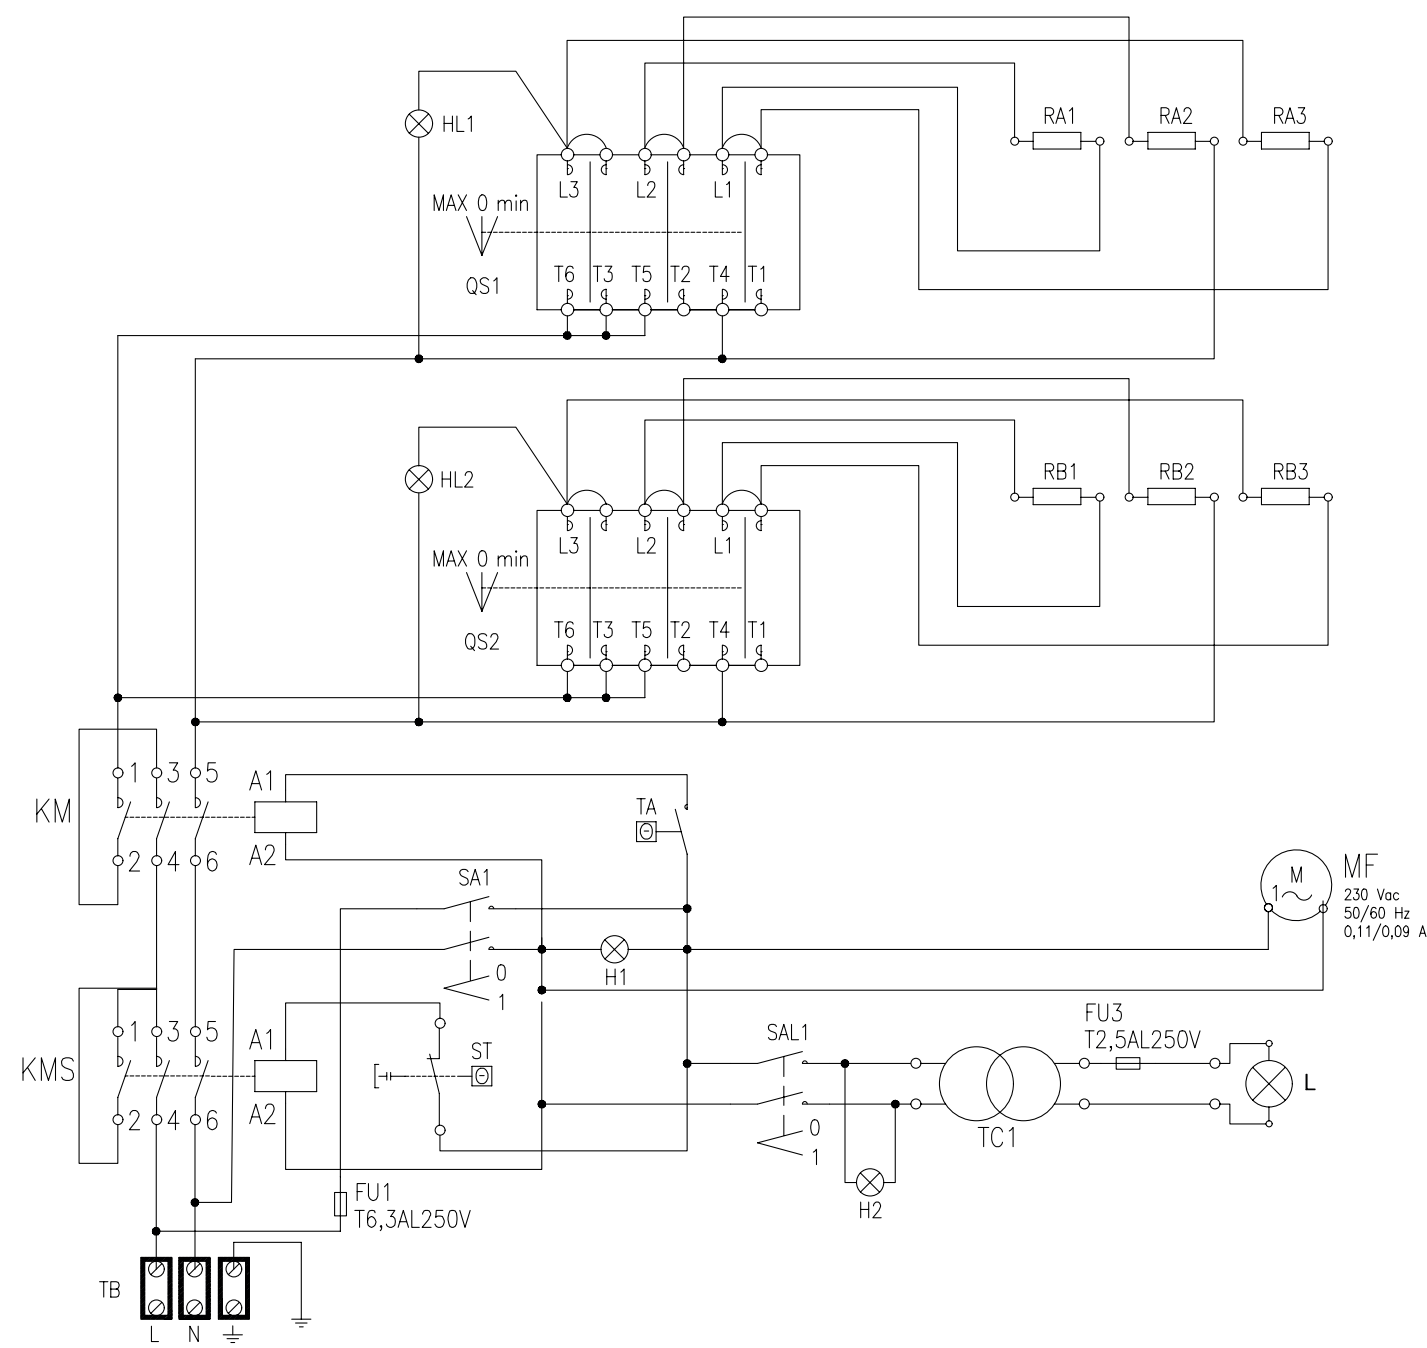 RA1 RA2 RA3
HL1
L3 L2 L1
MAX 0 min
T6 T3 T5 T2 T4 T1
QS1
RB1 RB2 RB3
HL2
L3 L2 L1
MAX 0 min
T6 T3 T5 T2 T4 T1
QS2
1 3 5
A1
KM
TA
2 4 6
A2
SA1
M
1
MF
230 Vac
50/60 Hz
0,11/0,09 A
0
1
H1
1 3 5
A1
KMS
ST
2 4 6
A2
SAL1
0
1
FU3
T2,5AL250V
L
TC1
H2
FU1
T6,3AL250V
TB
L N